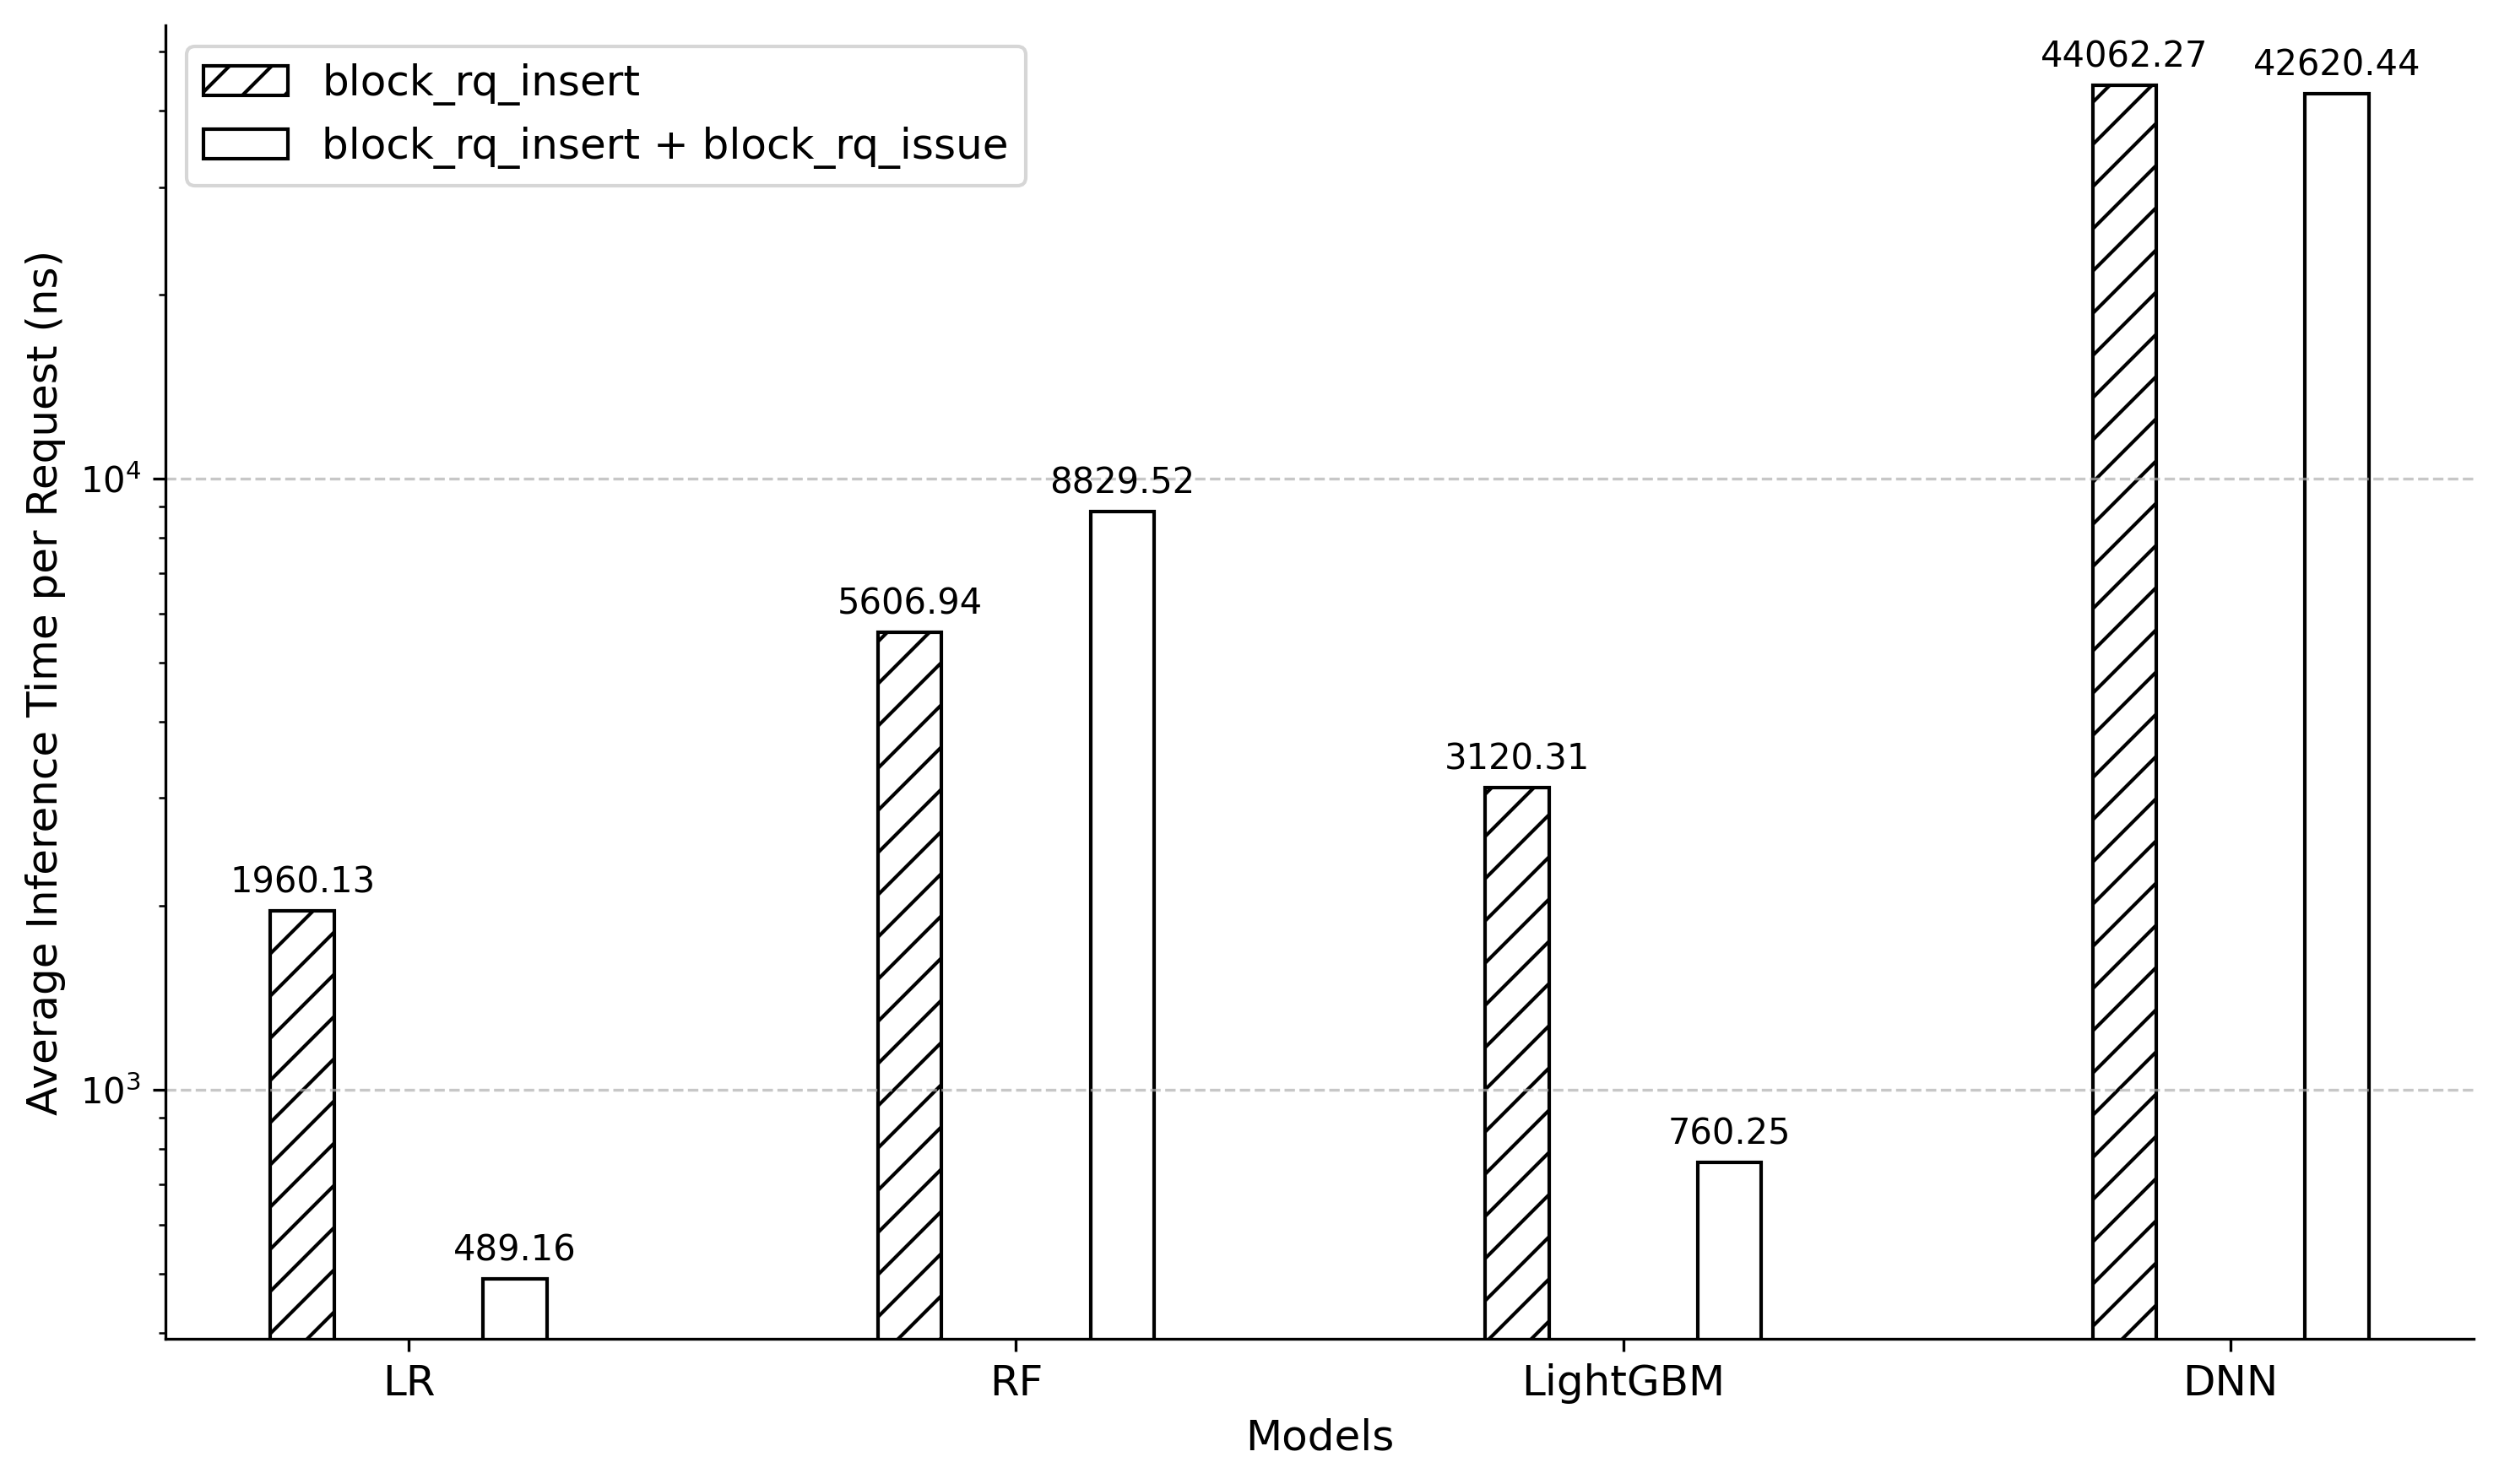 block_rq_insert
block_rq_insert + block_rq_issue
Average Inference Time per Request (ns)
10⁴
10³
1960.13
489.16
5606.94
8829.52
3120.31
760.25
44062.27
42620.44
LR
RF
LightGBM
DNN
Models